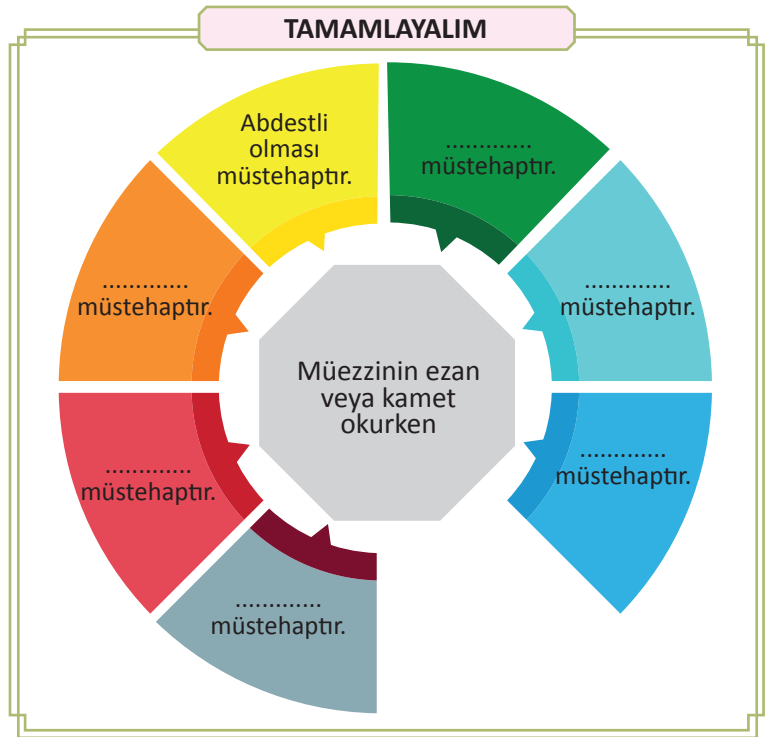 TAMAMLAYALIM
Abdestli
olması
müstehaptır.
.............
müstehaptır.
.............
müstehaptır.
.............
müstehaptır.
.............
müstehaptır.
.............
müstehaptır.
.............
müstehaptır.
Müezzinin ezan
veya kamet
okurken